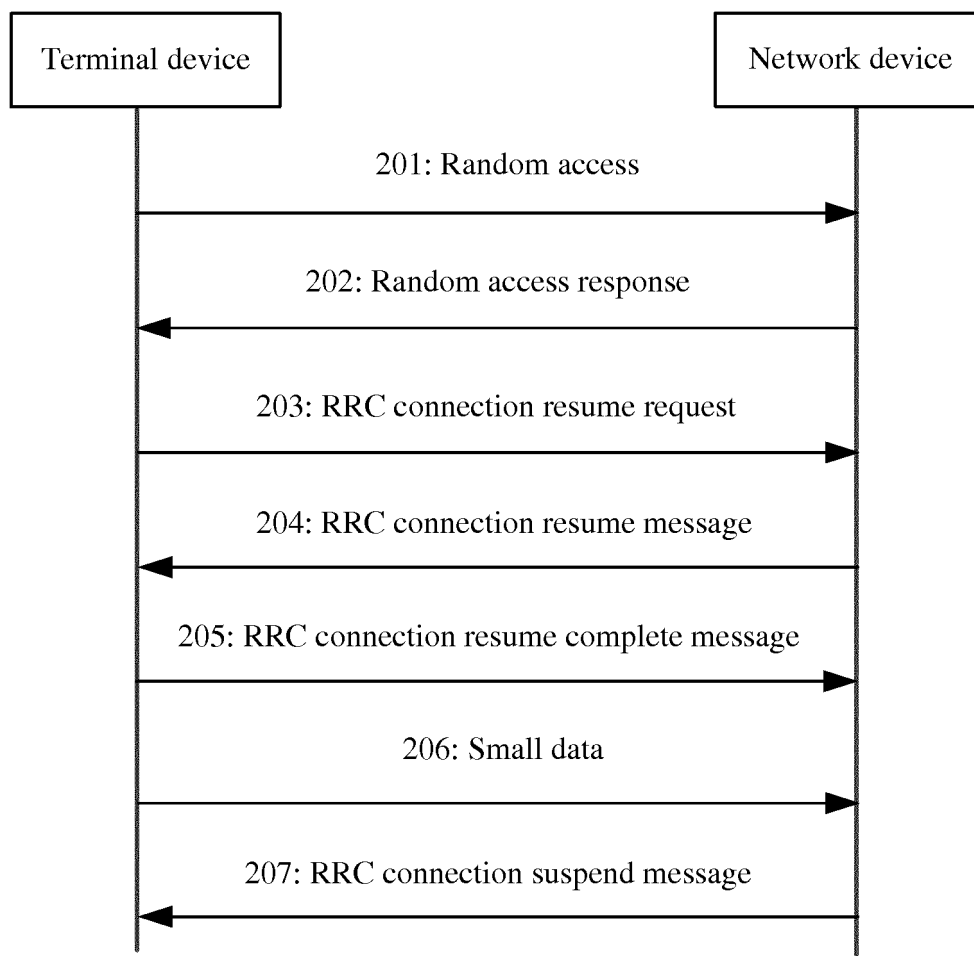 Terminal device
Network device
201: Random access
202: Random access response
203: RRC connection resume request
204: RRC connection resume message
205: RRC connection resume complete message
206: Small data
207: RRC connection suspend message